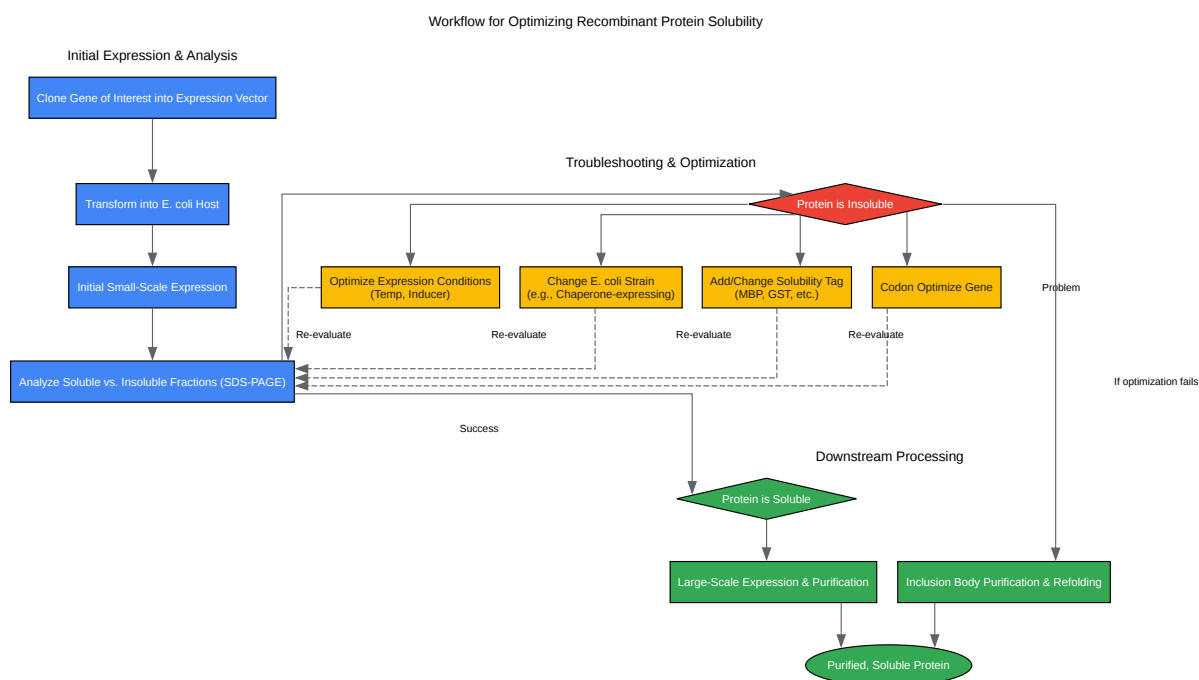 Workflow for Optimizing Recombinant Protein Solubility
Initial Expression & Analysis
Clone Gene of Interest into Expression Vector
Troubleshooting & Optimization
Transform into E. coli Host
Protein is Insoluble
Initial Small-Scale Expression
Optimize Expression Conditions
(Temp, Inducer)
Change E. coli Strain
(e.g., Chaperone-expressing)
Add/Change Solubility Tag
(MBP, GST, etc.)
Codon Optimize Gene
Problem
Re-evaluate
Re-evaluate
Re-evaluate
Re-evaluate
Analyze Soluble vs. Insoluble Fractions (SDS-PAGE)
If optimization fails
Success
Downstream Processing
Protein is Soluble
Large-Scale Expression & Purification
Inclusion Body Purification & Refolding
Purified, Soluble Protein